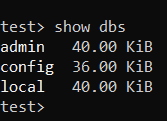 test> show dbs
admin   40.00 KiB
config  36.00 KiB
local   40.00 KiB
test>